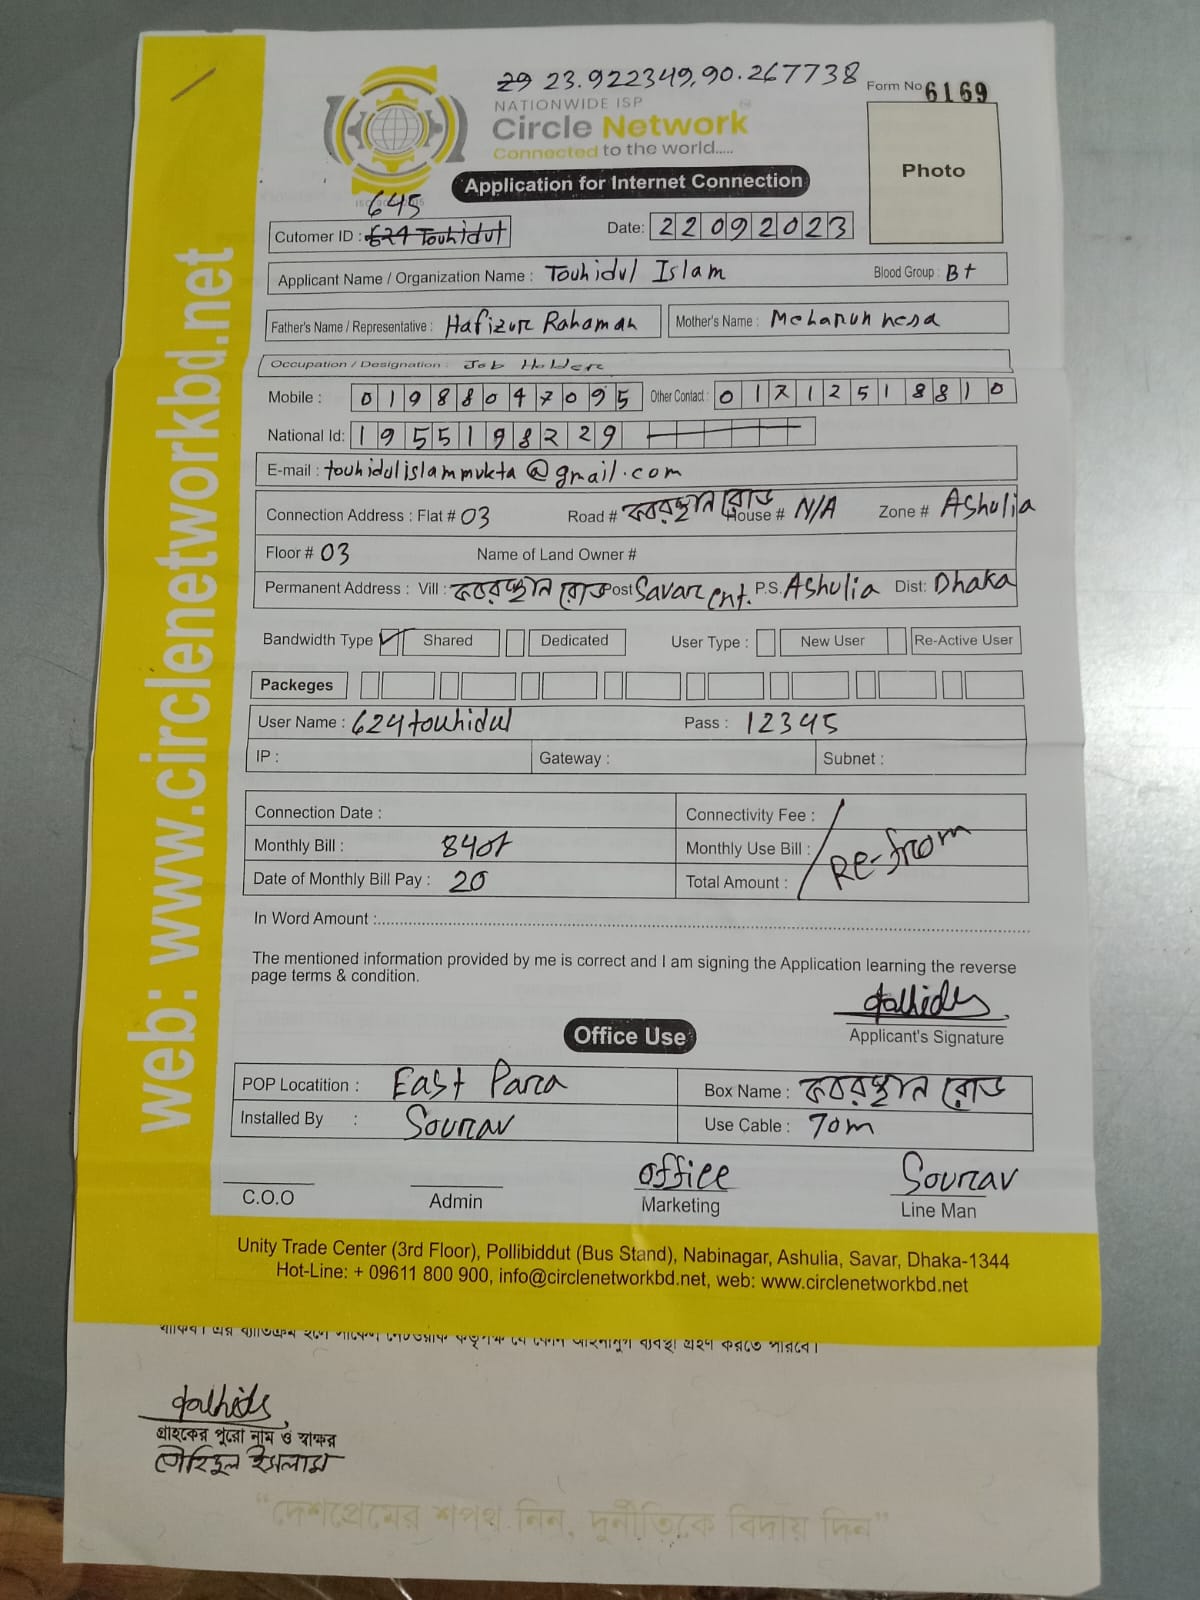 29 23.922349,90.267738
Form No 6169
NATIONWIDE ISP
Circle Network
Connected to the world.....
Photo
Application for Internet Connection
645
Cutomer ID : 624 Touhidul
Date: 22092023
Applicant Name / Organization Name : Touhidul Islam Blood Group : B+
Father's Name / Representative : Hafizur Rahaman Mother's Name : Meharun nesa
Occupation / Designation : Job Holder
Mobile : 01988047095 Other Contact : 01712518810
National Id: 1955198229
E-mail : touhidulislammukta@gmail.com
Connection Address : Flat # 03 Road # কবরস্থান রোড House # N/A Zone # Ashulia
Floor # 03 Name of Land Owner #
Permanent Address : Vill : কবরস্থান রোড Post Savar Cnt. P.S. Ashulia Dist: Dhaka
Bandwidth Type Shared Dedicated User Type : New User Re-Active User
Packeges
User Name : 624touhidul Pass : 12345
IP : Gateway : Subnet :
Connection Date : Connectivity Fee :
Monthly Bill : 840/ Monthly Use Bill : Re-from
Date of Monthly Bill Pay : 20 Total Amount :
In Word Amount :
The mentioned information provided by me is correct and I am signing the Application learning the reverse
page terms & condition.
Applicant's Signature
Office Use
POP Locatition : East Para Box Name : কবরস্থান রোড
Installed By : Sourav Use Cable : 70m
office Sourav
C.O.O Admin Marketing Line Man
Unity Trade Center (3rd Floor), Pollibiddut (Bus Stand), Nabinagar, Ashulia, Savar, Dhaka-1344
Hot-Line: + 09611 800 900, info@circlenetworkbd.net, web: www.circlenetworkbd.net
web: www.circlenetworkbd.net
গ্রাহকের পুরো নাম ও স্বাক্ষর
তৌহিদুল ইসলাম
“দেশপ্রেমের শপথ নিন, দুর্নীতিকে বিদায় দিন”